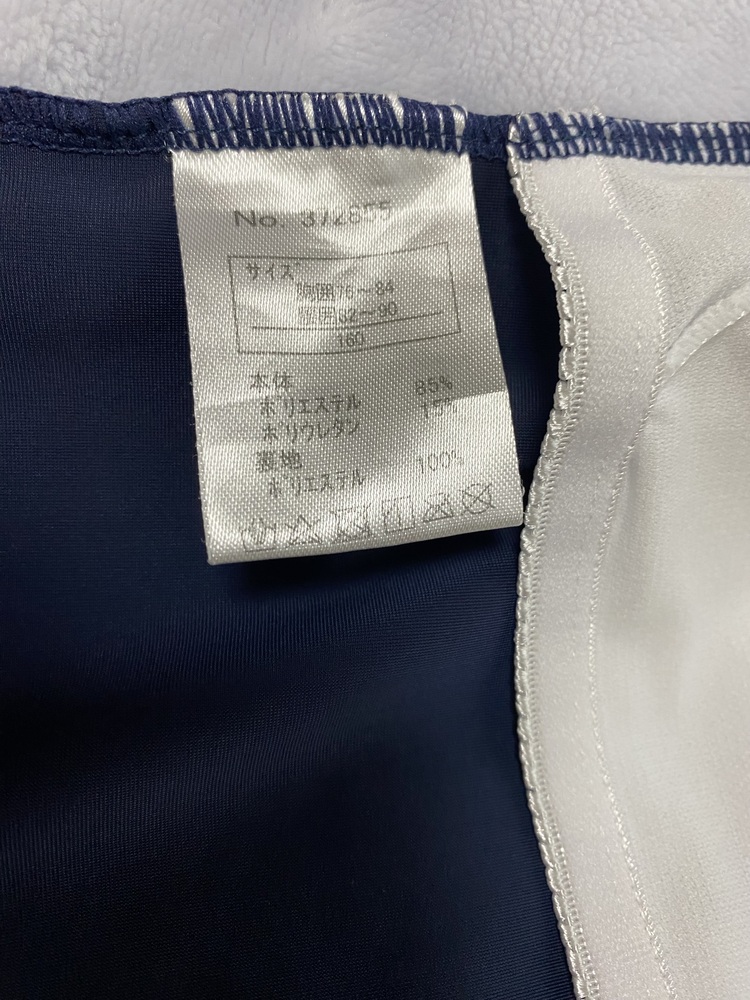 No. 372855
サイズ
胸囲76～84
腰囲82～90
160
本体
ポリエステル 85%
ポリウレタン 15%
裏地
ポリエステル 100%